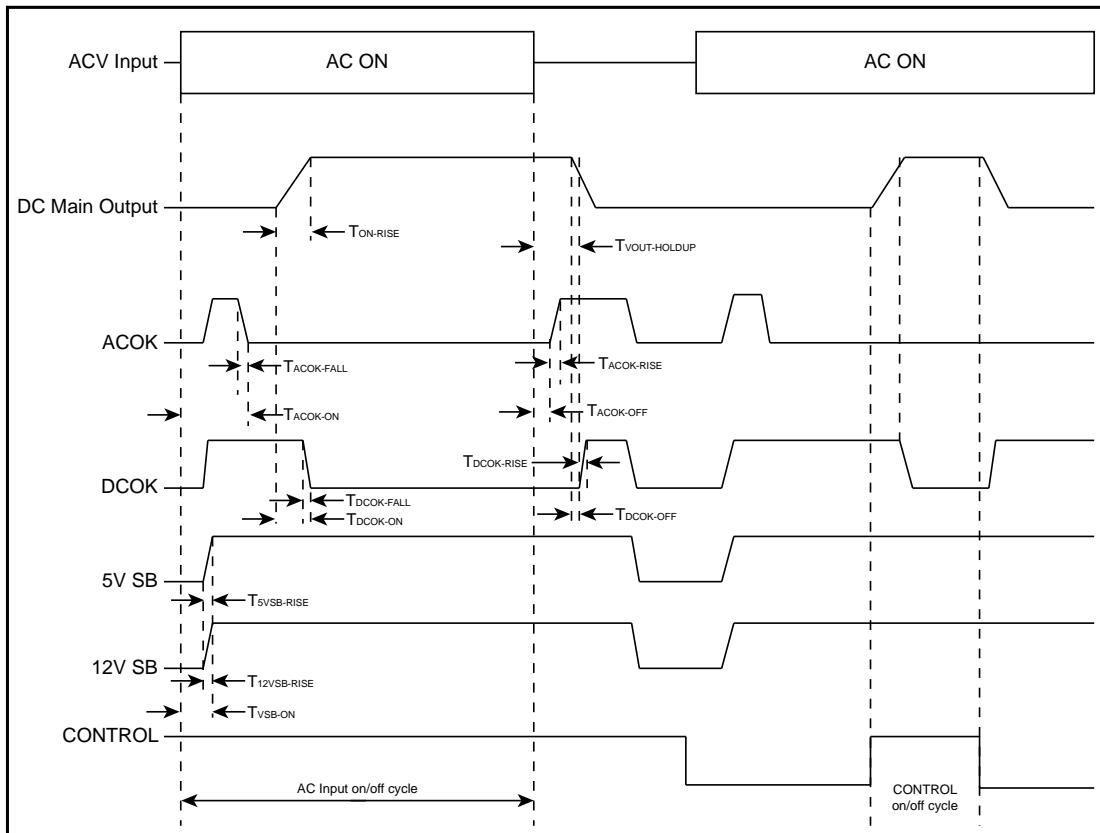 ACV Input
AC ON
AC ON
DC Main Output
TON-RISE
TVOUT-HOLDUP
ACOK
TACOK-FALL
TACOK-RISE
TACOK-ON
TACOK-OFF
TDCOK-RISE
DCOK
TDCOK-FALL
TDCOK-ON
TDCOK-OFF
5V SB
T5VSB-RISE
12V SB
T12VSB-RISE
TVSB-ON
CONTROL
AC Input on/off cycle
CONTROL
on/off cycle